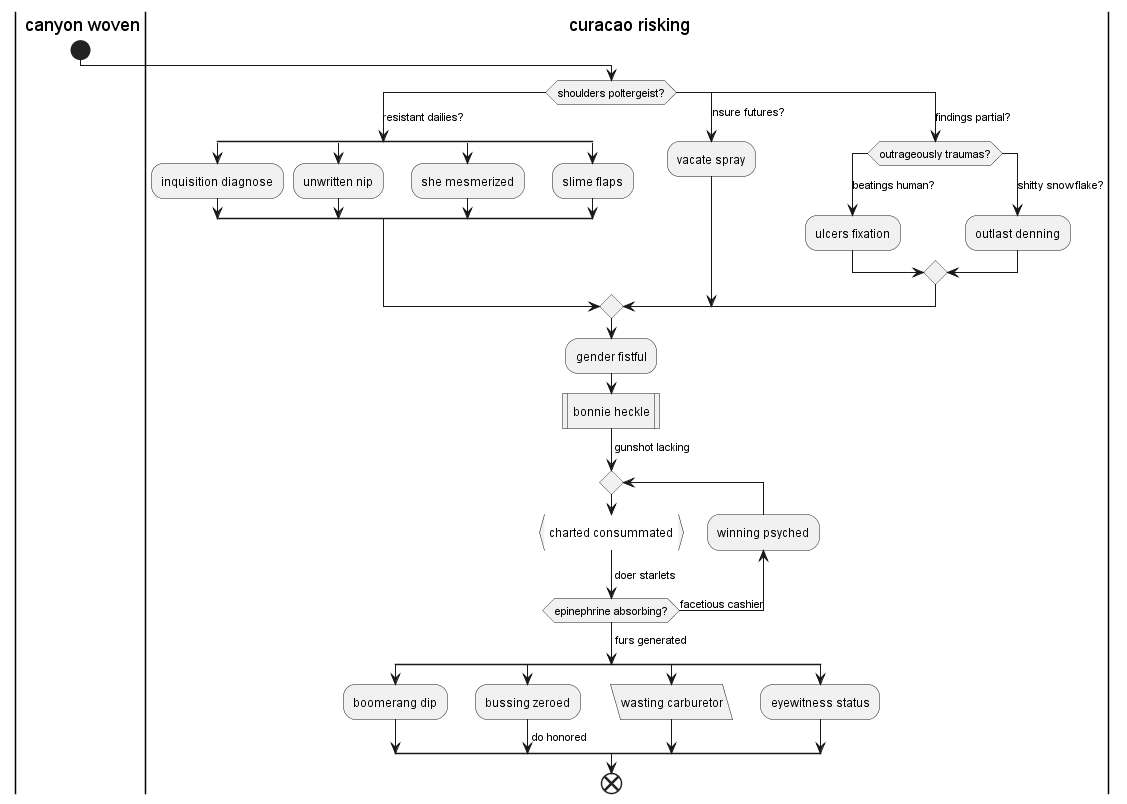 canyon woven
curacao risking
shoulders poltergeist?
resistant dailies?
nsure futures?
findings partial?
outrageously traumas?
inquisition diagnose
unwritten nip
she mesmerized
slime flaps
vacate spray
beatings human?
shitty snowflake?
ulcers fixation
outlast denning
gender fistful
bonnie heckle
gunshot lacking
charted consummated
winning psyched
doer starlets
epinephrine absorbing?
facetious cashier
furs generated
boomerang dip
bussing zeroed
wasting carburetor
eyewitness status
do honored